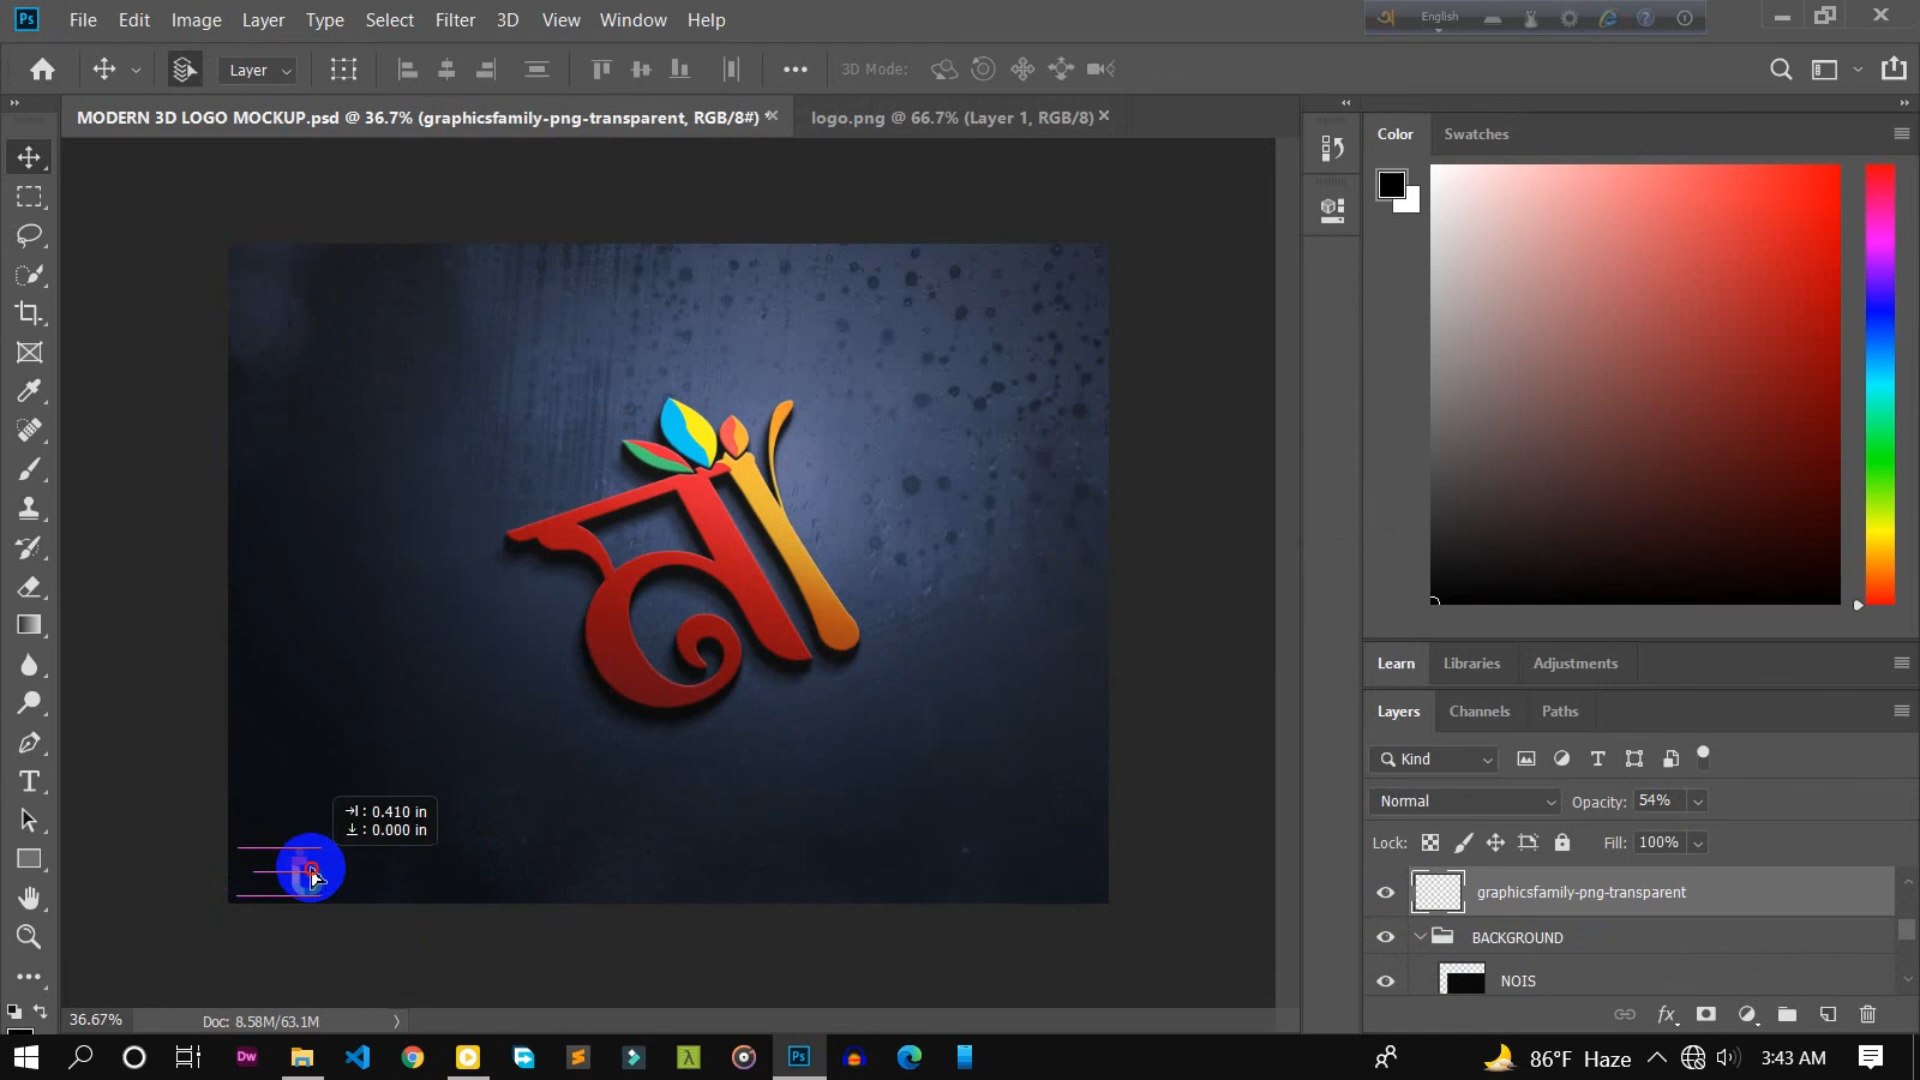 Ps File Edit Image Layer Type Select Filter 3D View Window Help
English
Layer
3D Mode:
MODERN 3D LOGO MOCKUP.psd @ 36.7% (graphicsfamily-png-transparent, RGB/8#) *
logo.png @ 66.7% (Layer 1, RGB/8)
Color Swatches
না
: 0.410 in
: 0.000 in
Learn Libraries Adjustments
Layers Channels Paths
Kind
Normal Opacity: 54%
Lock: Fill: 100%
graphicsfamily-png-transparent
BACKGROUND
NOIS
fx
36.67% Doc: 8.58M/63.1M
Dw Ps 86°F Haze 3:43 AM